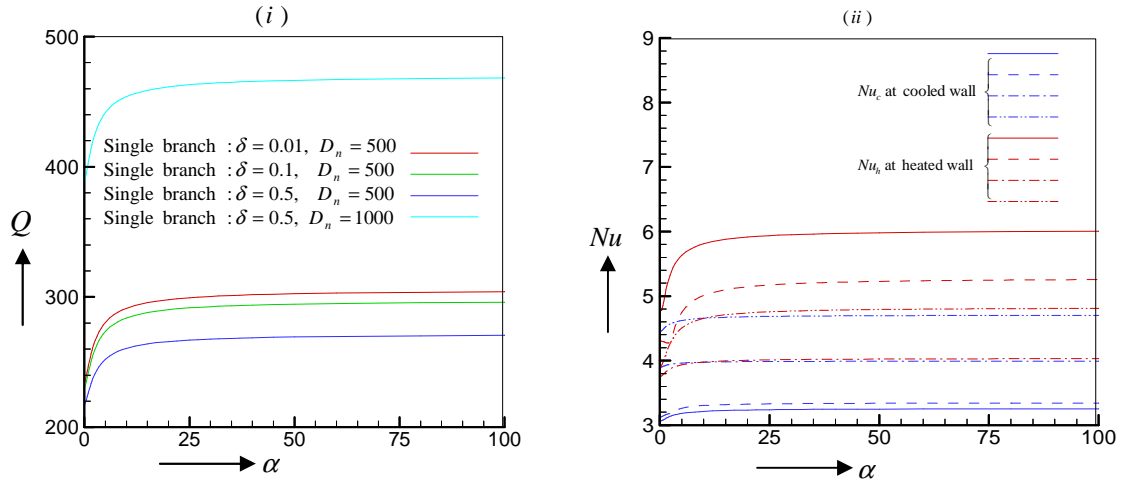 (i)
500
400
300
200
Q
Single branch : δ = 0.01, Dₙ = 500
Single branch : δ = 0.1, Dₙ = 500
Single branch : δ = 0.5, Dₙ = 500
Single branch : δ = 0.5, Dₙ = 1000
0
25
50
75
100
α
(ii)
9
8
7
6
5
4
3
Nu
Nu_c at cooled wall
Nu_h at heated wall
0
25
50
75
100
α